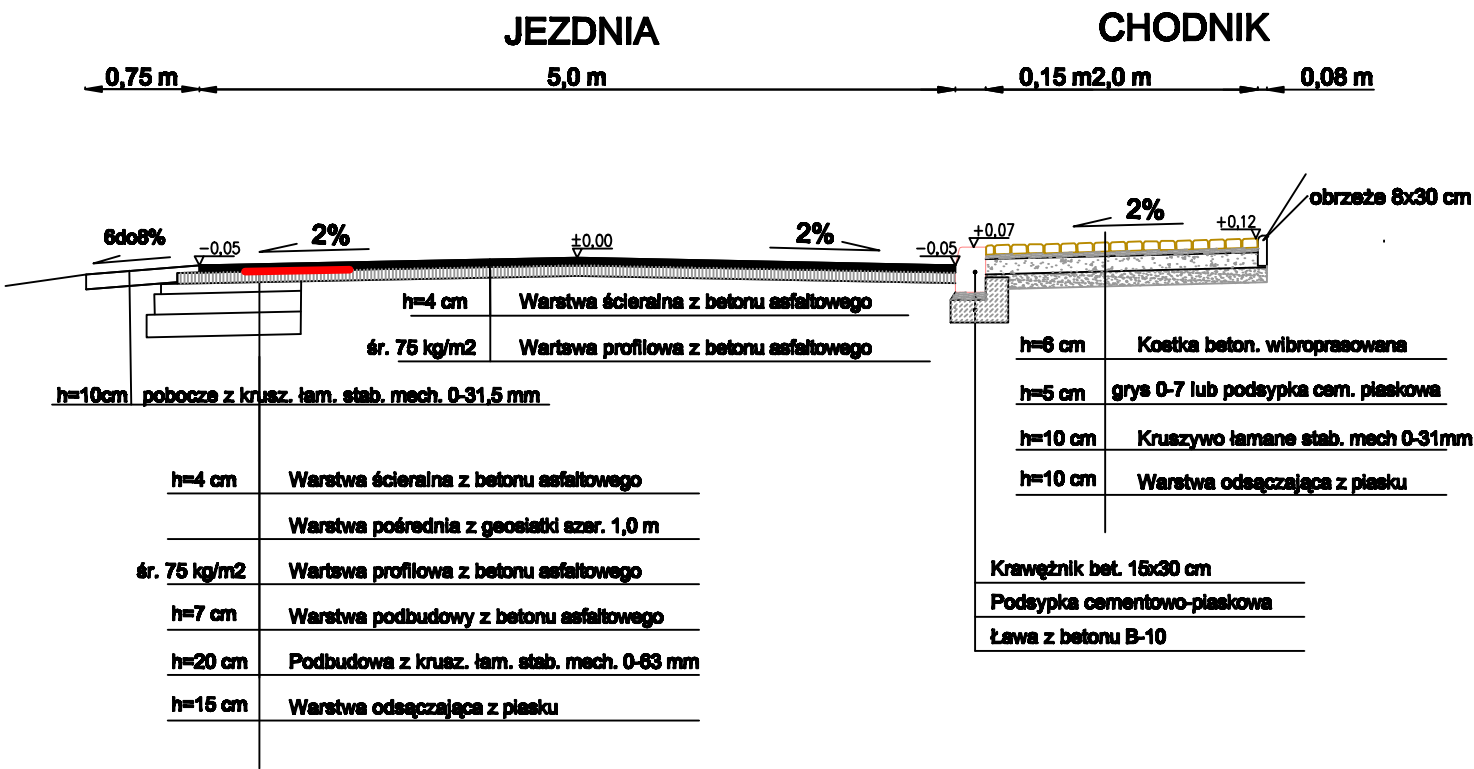 JEZDNIA
CHODNIK
0,75 m
5,0 m
0,15 m2,0 m
0,08 m
obrzeże 8x30 cm
6do8%
-0,05
2%
±0,00
2%
-0,05
+0,07
2%
+0,12
h=4 cm Warstwa ścieralna z betonu asfaltowego
śr. 75 kg/m2 Wartswa profilowa z betonu asfaltowego
h=10cm pobocze z krusz. łam. stab. mech. 0-31,5 mm
h=6 cm Kostka beton. wibroprasowana
h=5 cm grys 0-7 lub podsypka cem. piaskowa
h=10 cm Kruszywo łamane stab. mech 0-31mm
h=10 cm Warstwa odsączająca z piasku
h=4 cm Warstwa ścieralna z betonu asfaltowego
Warstwa pośrednia z geosiatki szer. 1,0 m
śr. 75 kg/m2 Wartswa profilowa z betonu asfaltowego
h=7 cm Warstwa podbudowy z betonu asfaltowego
h=20 cm Podbudowa z krusz. łam. stab. mech. 0-63 mm
h=15 cm Warstwa odsączająca z piasku
Krawężnik bet. 15x30 cm
Podsypka cementowo-piaskowa
Ława z betonu B-10